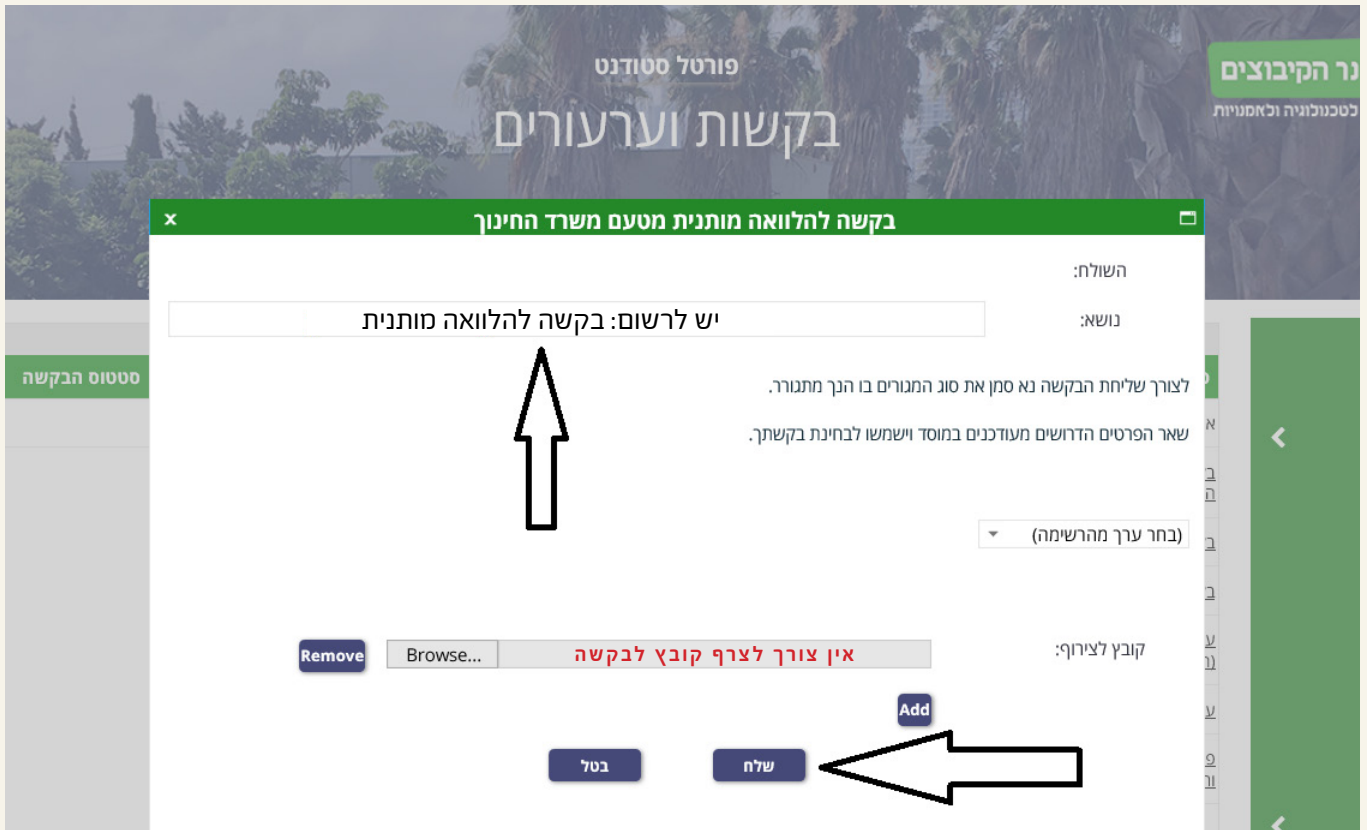 פורטל סטודנט
בקשות וערעורים
נר הקיבוצים
לטכנולוגיה ולאמנויות
בקשה להלוואה מותנית מטעם משרד החינוך
x
השולח:
נושא:
יש לרשום: בקשה להלוואה מותנית
סטטוס הבקשה
לצורך שליחת הבקשה נא סמן את סוג המגורים בו הנך מתגורר.
שאר הפרטים הדרושים מעודכנים במוסד וישמשו לבחינת בקשתך.
(בחר ערך מהרשימה)
קובץ לצירוף:
אין צורך לצרף קובץ לבקשה
Browse...
Remove
Add
שלח
בטל